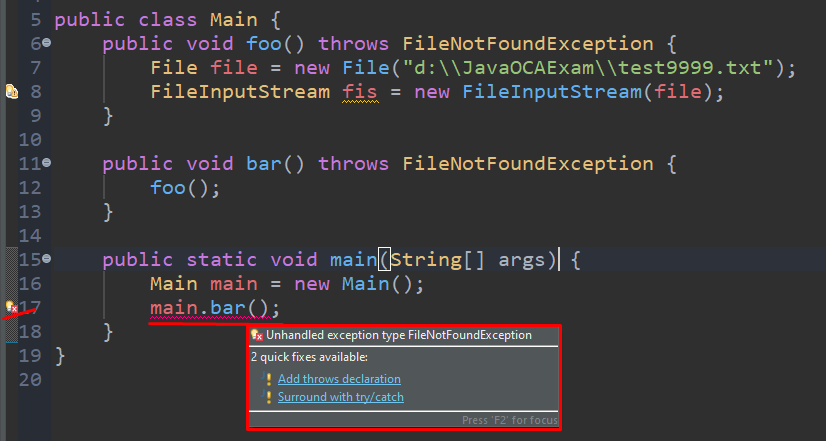 5 public class Main {
6 public void foo() throws FileNotFoundException {
7 File file = new File("d:\\JavaOCAExam\\test9999.txt");
8 FileInputStream fis = new FileInputStream(file);
9 }
10
11 public void bar() throws FileNotFoundException {
12 foo();
13 }
14
15 public static void main(String[] args) {
16 Main main = new Main();
17 main.bar();
18 }
19 }
20
Unhandled exception type FileNotFoundException
2 quick fixes available:
Add throws declaration
Surround with try/catch
Press 'F2' for focus